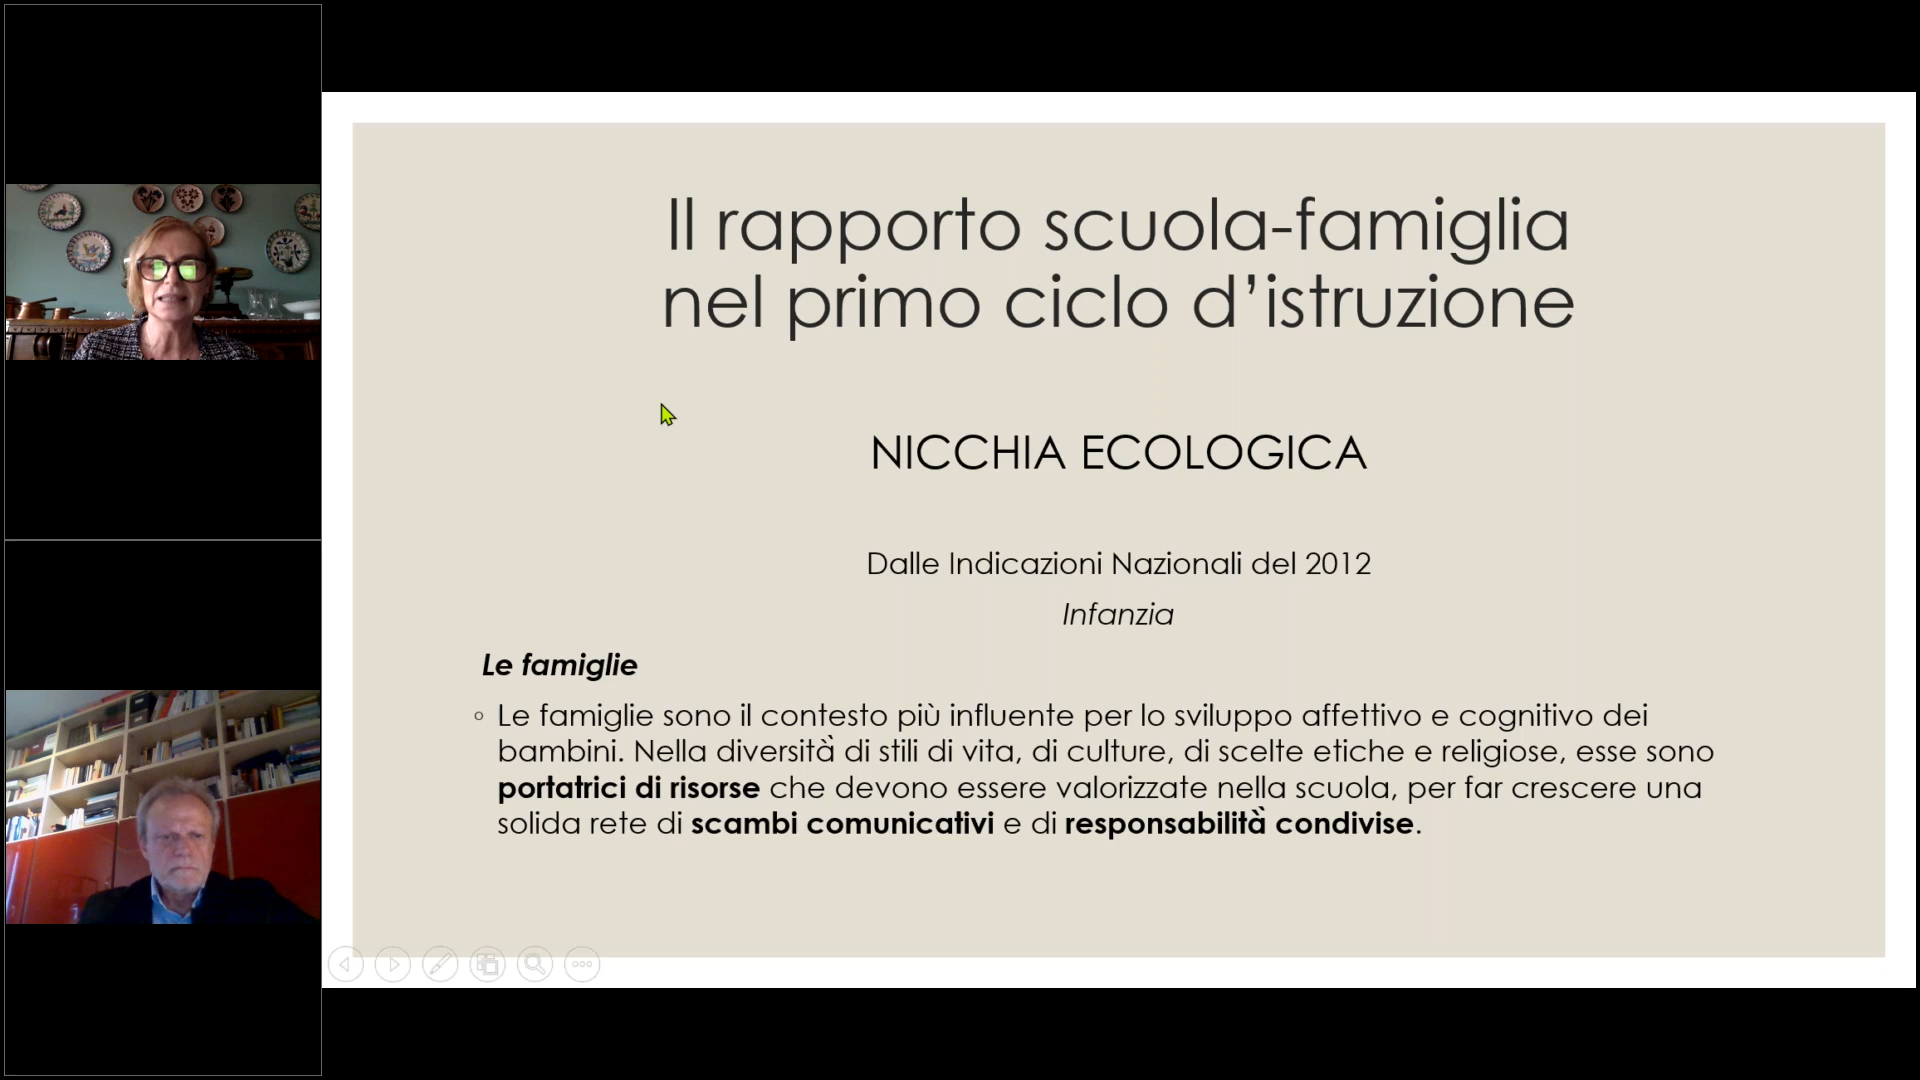 Il rapporto scuola-famiglia
nel primo ciclo d’istruzione
NICCHIA ECOLOGICA
Dalle Indicazioni Nazionali del 2012
Infanzia
Le famiglie
Le famiglie sono il contesto più influente per lo sviluppo affettivo e cognitivo dei
bambini. Nella diversità di stili di vita, di culture, di scelte etiche e religiose, esse sono
portatrici di risorse che devono essere valorizzate nella scuola, per far crescere una
solida rete di scambi comunicativi e di responsabilità condivise.